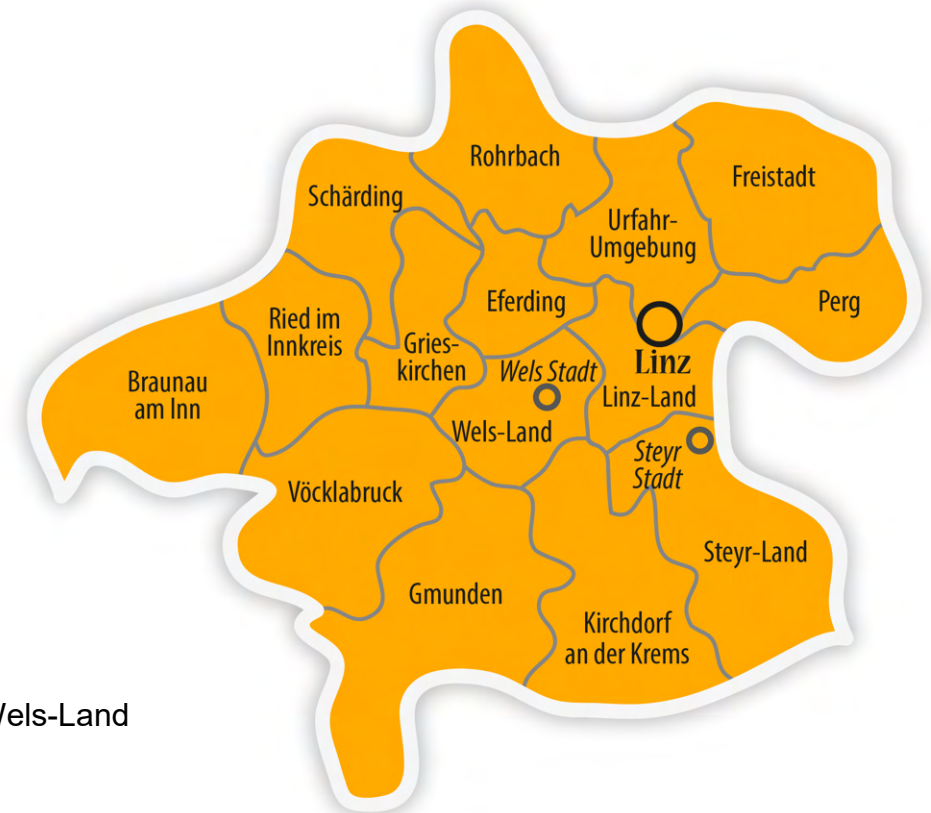 Rohrbach
Freistadt
Schärding
Urfahr-
Umgebung
Eferding
Perg
Ried im
Innkreis
Gries-
kirchen
Linz
Wels Stadt
Braunau
am Inn
Linz-Land
Wels-Land
Steyr
Stadt
Vöcklabruck
Steyr-Land
Gmunden
Kirchdorf
an der Krems
Wels-Land